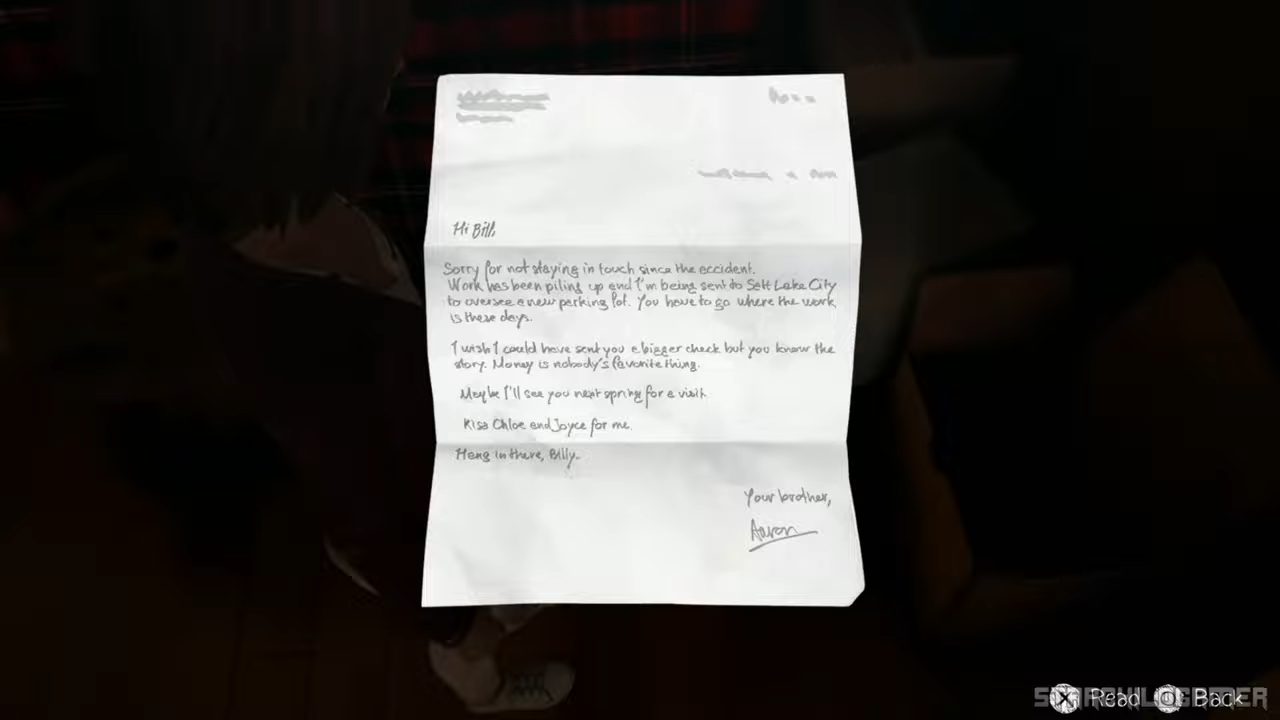 Hi Bill,
Sorry for not staying in touch since the accident.
Work has been piling up and I'm being sent to Salt Lake City
to oversee a new parking lot. You have to go where the work
is these days.
I wish I could have sent you a bigger check but you know the
story. Money is nobody's favorite thing.
Maybe I'll see you next spring for a visit.
Kiss Chloe and Joyce for me.
Hang in there, Billy.
Your brother,
Aaron
Read
Back